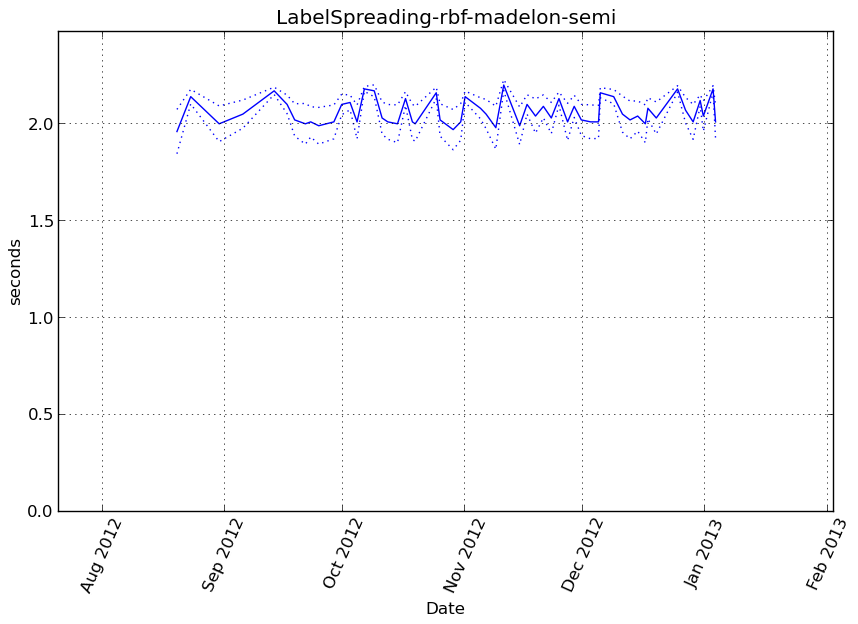 LabelSpreading-rbf-madelon-semi
seconds
2.0
1.5
1.0
0.5
0.0
Aug 2012
Sep 2012
Oct 2012
Nov 2012
Dec 2012
Jan 2013
Feb 2013
Date